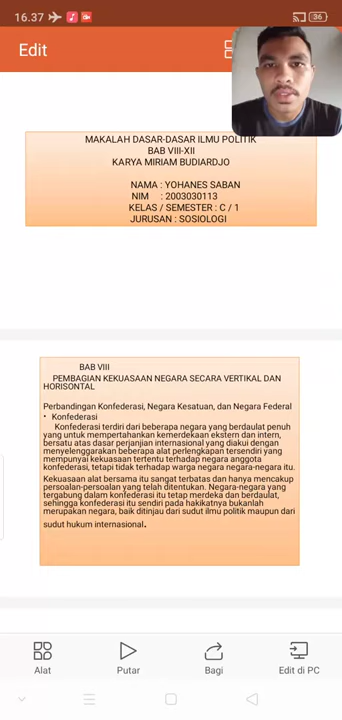 16.37
36
Edit
MAKALAH DASAR-DASAR ILMU POLITIK
BAB VIII-XII
KARYA MIRIAM BUDIARDJO
NAMA : YOHANES SABAN
NIM : 2003030113
KELAS / SEMESTER : C / 1
JURUSAN : SOSIOLOGI
BAB VIII
PEMBAGIAN KEKUASAAN NEGARA SECARA VERTIKAL DAN
HORISONTAL
Perbandingan Konfederasi, Negara Kesatuan, dan Negara Federal
• Konfederasi
Konfederasi terdiri dari beberapa negara yang berdaulat penuh
yang untuk mempertahankan kemerdekaan ekstern dan intern,
bersatu atas dasar perjanjian internasional yang diakui dengan
menyelenggarakan beberapa alat perlengkapan tersendiri yang
mempunyai kekuasaan tertentu terhadap negara anggota
konfederasi, tetapi tidak terhadap warga negara negara-negara itu.
Kekuasaan alat bersama itu sangat terbatas dan hanya mencakup
persoalan-persoalan yang telah ditentukan. Negara-negara yang
tergabung dalam konfederasi itu tetap merdeka dan berdaulat,
sehingga konfederasi itu sendiri pada hakikatnya bukanlah
merupakan negara, baik ditinjau dari sudut ilmu politik maupun dari
sudut hukum internasional.
Alat
Putar
Bagi
Edit di PC